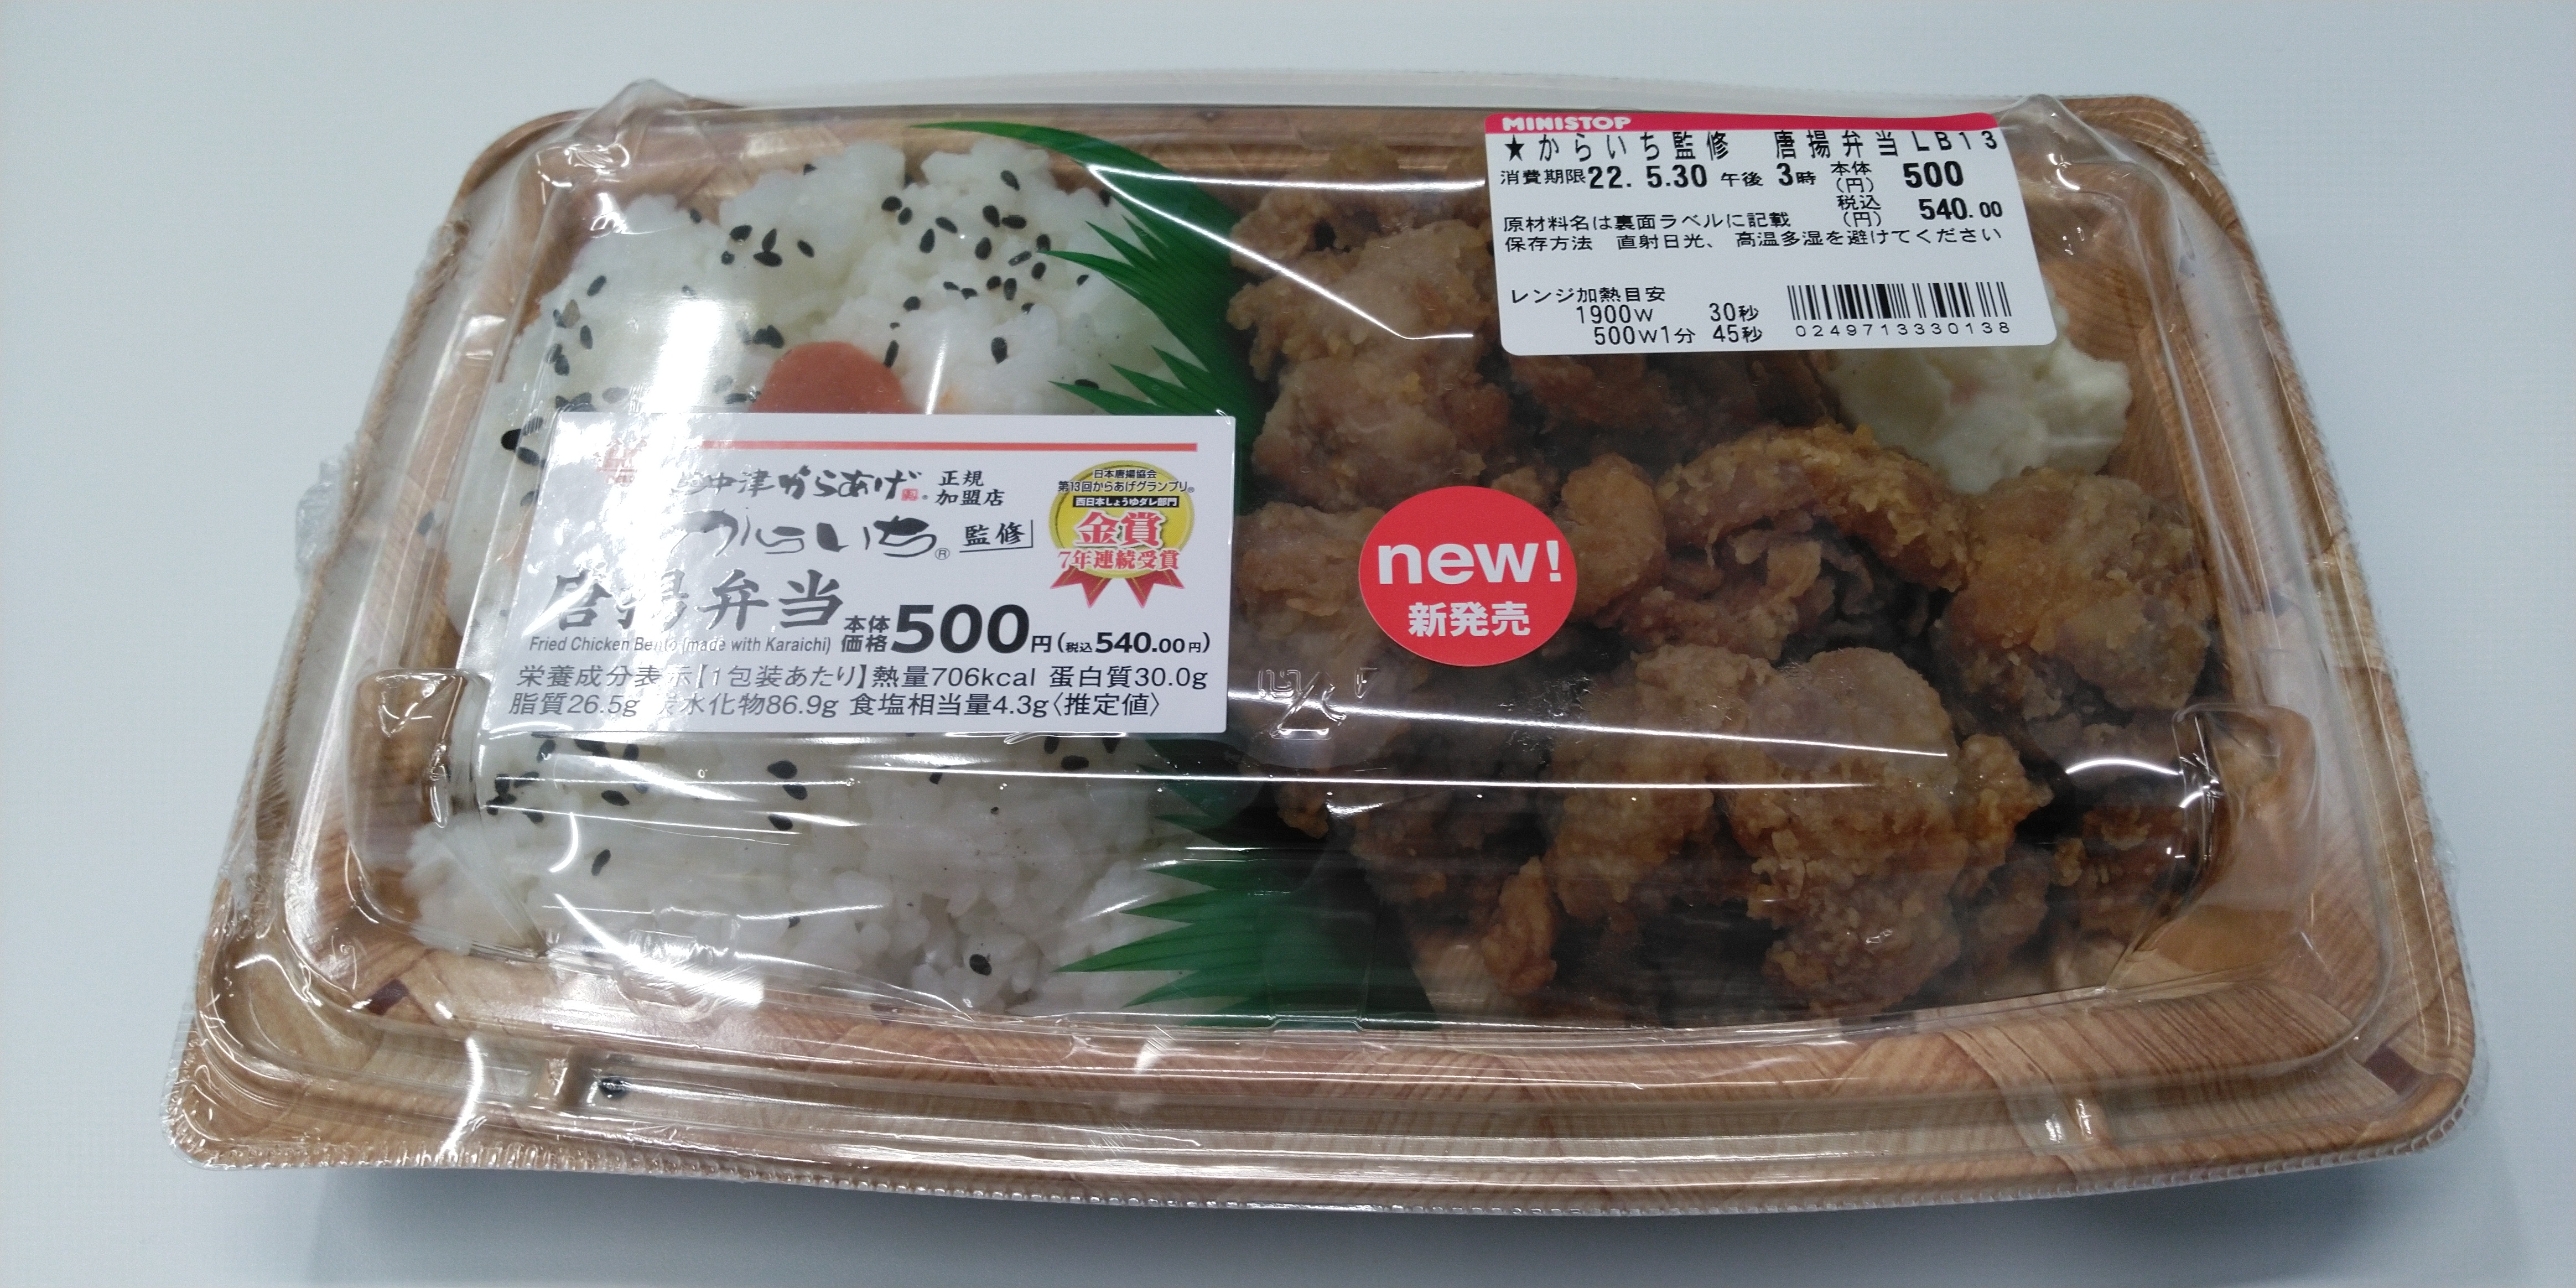 MINISTOP
★からいち監修 唐揚弁当LB13
消費期限22. 5.30 午後 3時
本体(円) 500
税込(円) 540.00
原材料名は裏面ラベルに記載
保存方法 直射日光、高温多湿を避けてください
レンジ加熱目安
1900W 30秒
500W1分 45秒
0249713330138
中津からあげ® 正規加盟店
からいち® 監修
日本唐揚協会
第13回からあげグランプリ®
西日本しょうゆダレ部門
金賞
7年連続受賞
唐揚弁当 本体価格500円(税込540.00円)
Fried Chicken Bento (made with Karaichi)
栄養成分表示【1包装あたり】熱量706kcal 蛋白質30.0g
脂質26.5g 炭水化物86.9g 食塩相当量4.3g〈推定値〉
new!
新発売